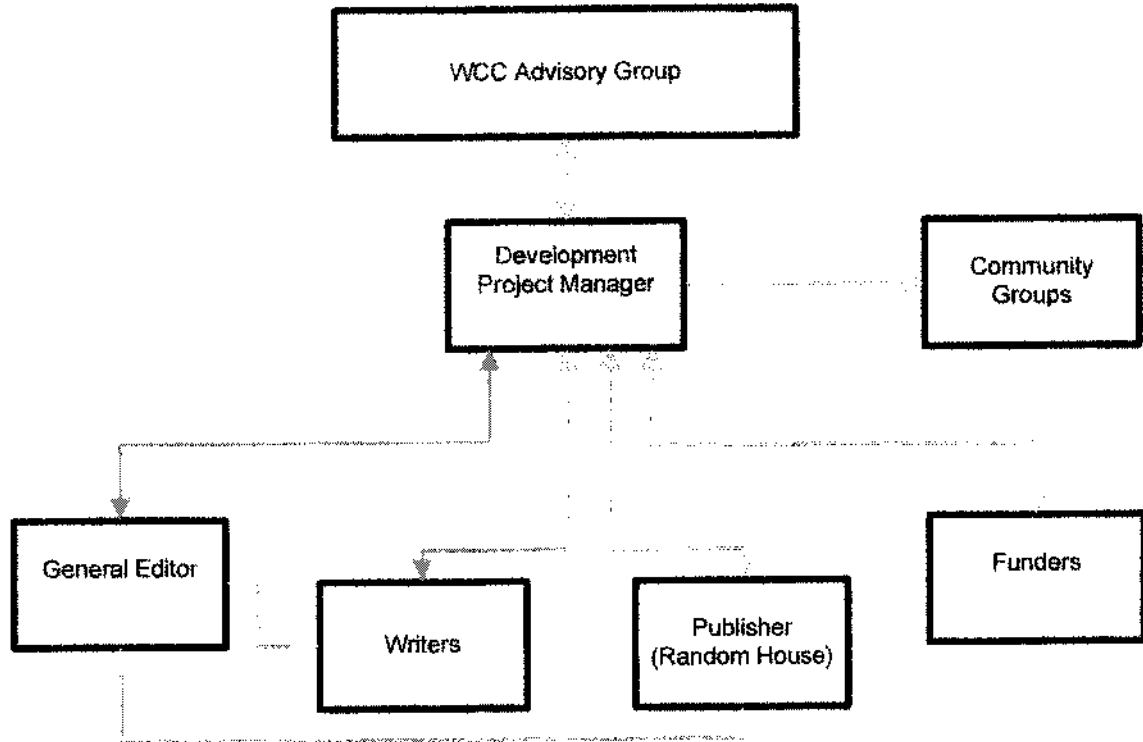 WCC Advisory Group
Development
Project Manager
Community
Groups
General Editor
Writers
Publisher
(Random House)
Funders